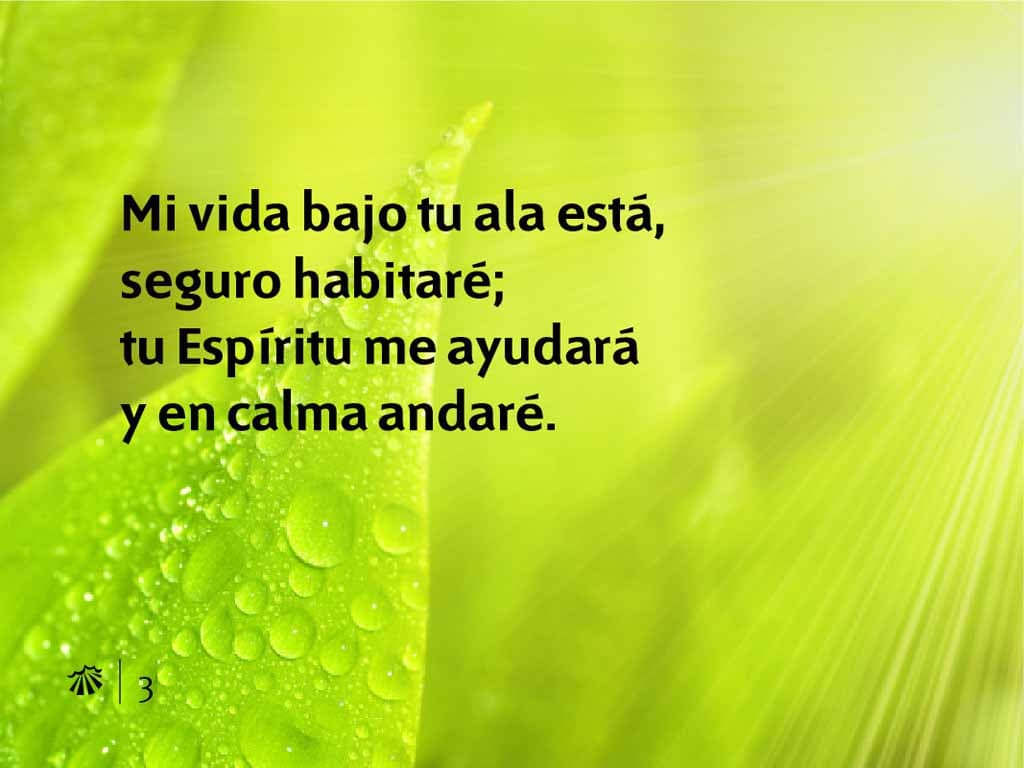 Mi vida bajo tu ala está,
seguro habitaré;
tu Espíritu me ayudará
y en calma andaré.
3